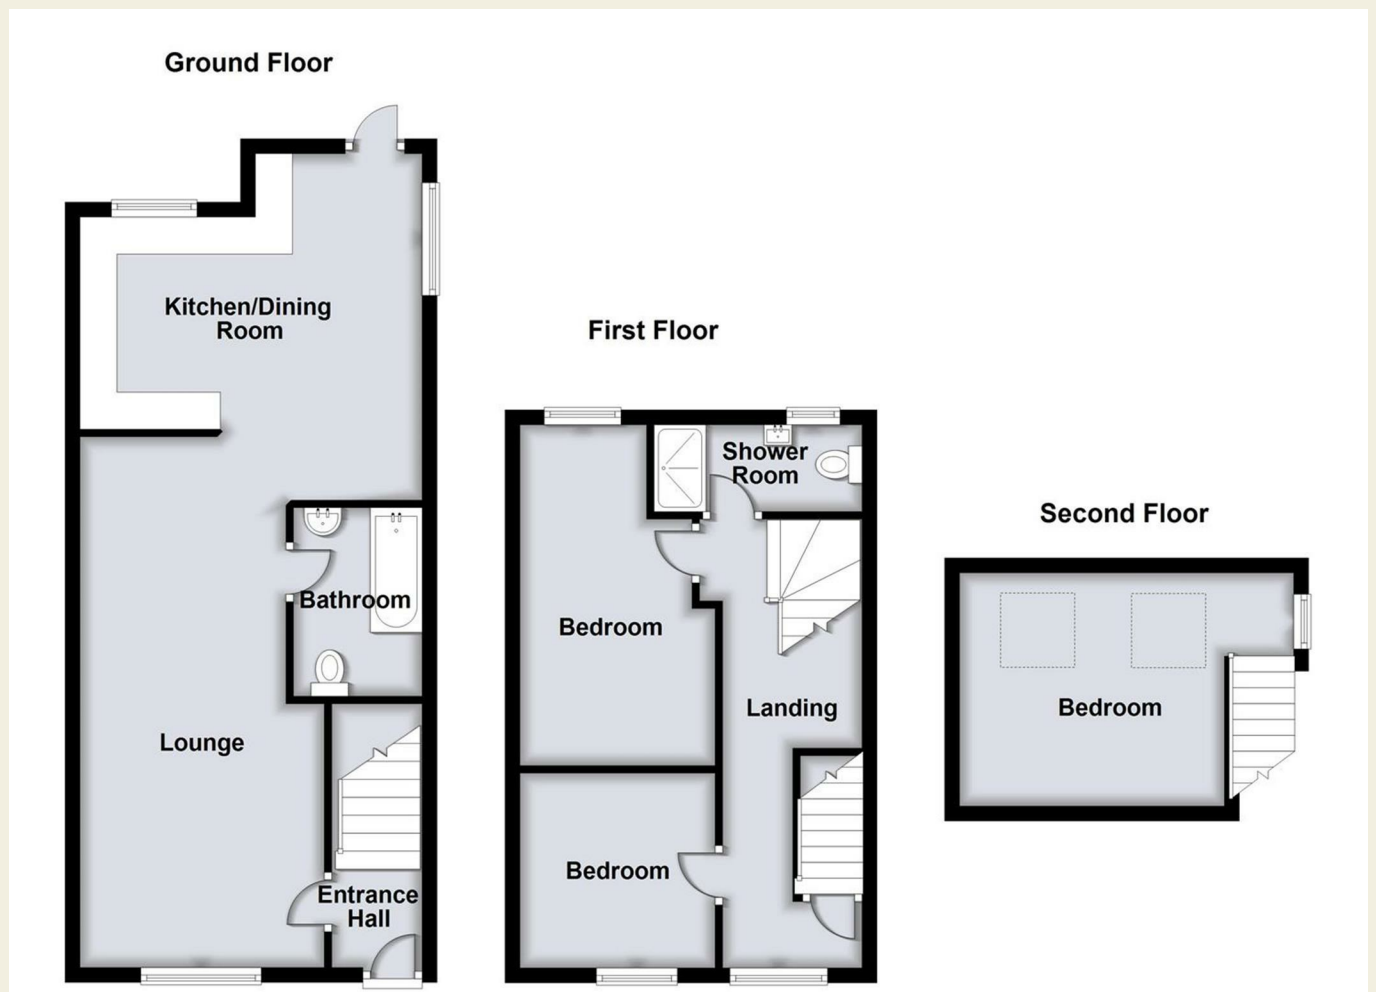 Ground Floor
Kitchen/Dining
Room
Bathroom
Lounge
Entrance
Hall
First Floor
Shower
Room
Bedroom
Landing
Bedroom
Second Floor
Bedroom